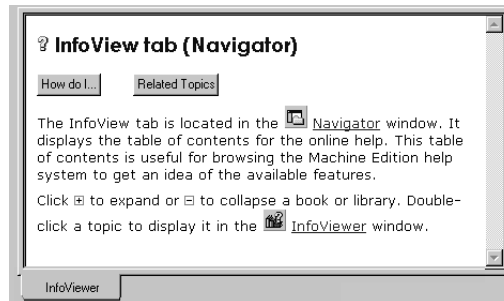 ? InfoView tab (Navigator)
How do I... Related Topics
The InfoView tab is located in the Navigator window. It
displays the table of contents for the online help. This table
of contents is useful for browsing the Machine Edition help
system to get an idea of the available features.
Click ⊞ to expand or ⊟ to collapse a book or library. Double-
click a topic to display it in the InfoViewer window.
InfoViewer